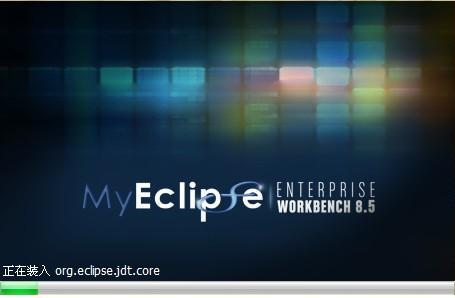 MyEclipse ENTERPRISE
WORKBENCH 8.5
正在装入 org.eclipse.jdt.core